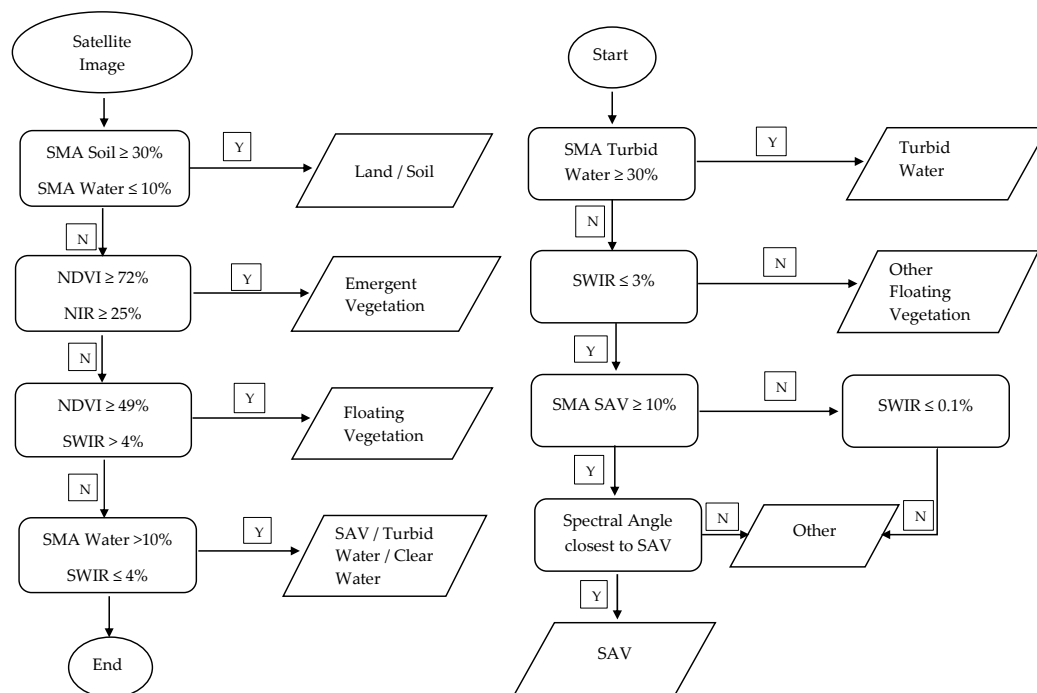 Satellite
Image
SMA Soil ≥ 30%
SMA Water ≤ 10%
Y
Land / Soil
N
NDVI ≥ 72%
NIR ≥ 25%
Y
Emergent
Vegetation
N
NDVI ≥ 49%
SWIR > 4%
Y
Floating
Vegetation
N
SMA Water >10%
SWIR ≤ 4%
Y
SAV / Turbid
Water / Clear
Water
End
Start
SMA Turbid
Water ≥ 30%
Y
Turbid
Water
N
SWIR ≤ 3%
N
Other
Floating
Vegetation
Y
SMA SAV ≥ 10%
N
SWIR ≤ 0.1%
Y
Spectral Angle
closest to SAV
N
Other
N
Y
SAV